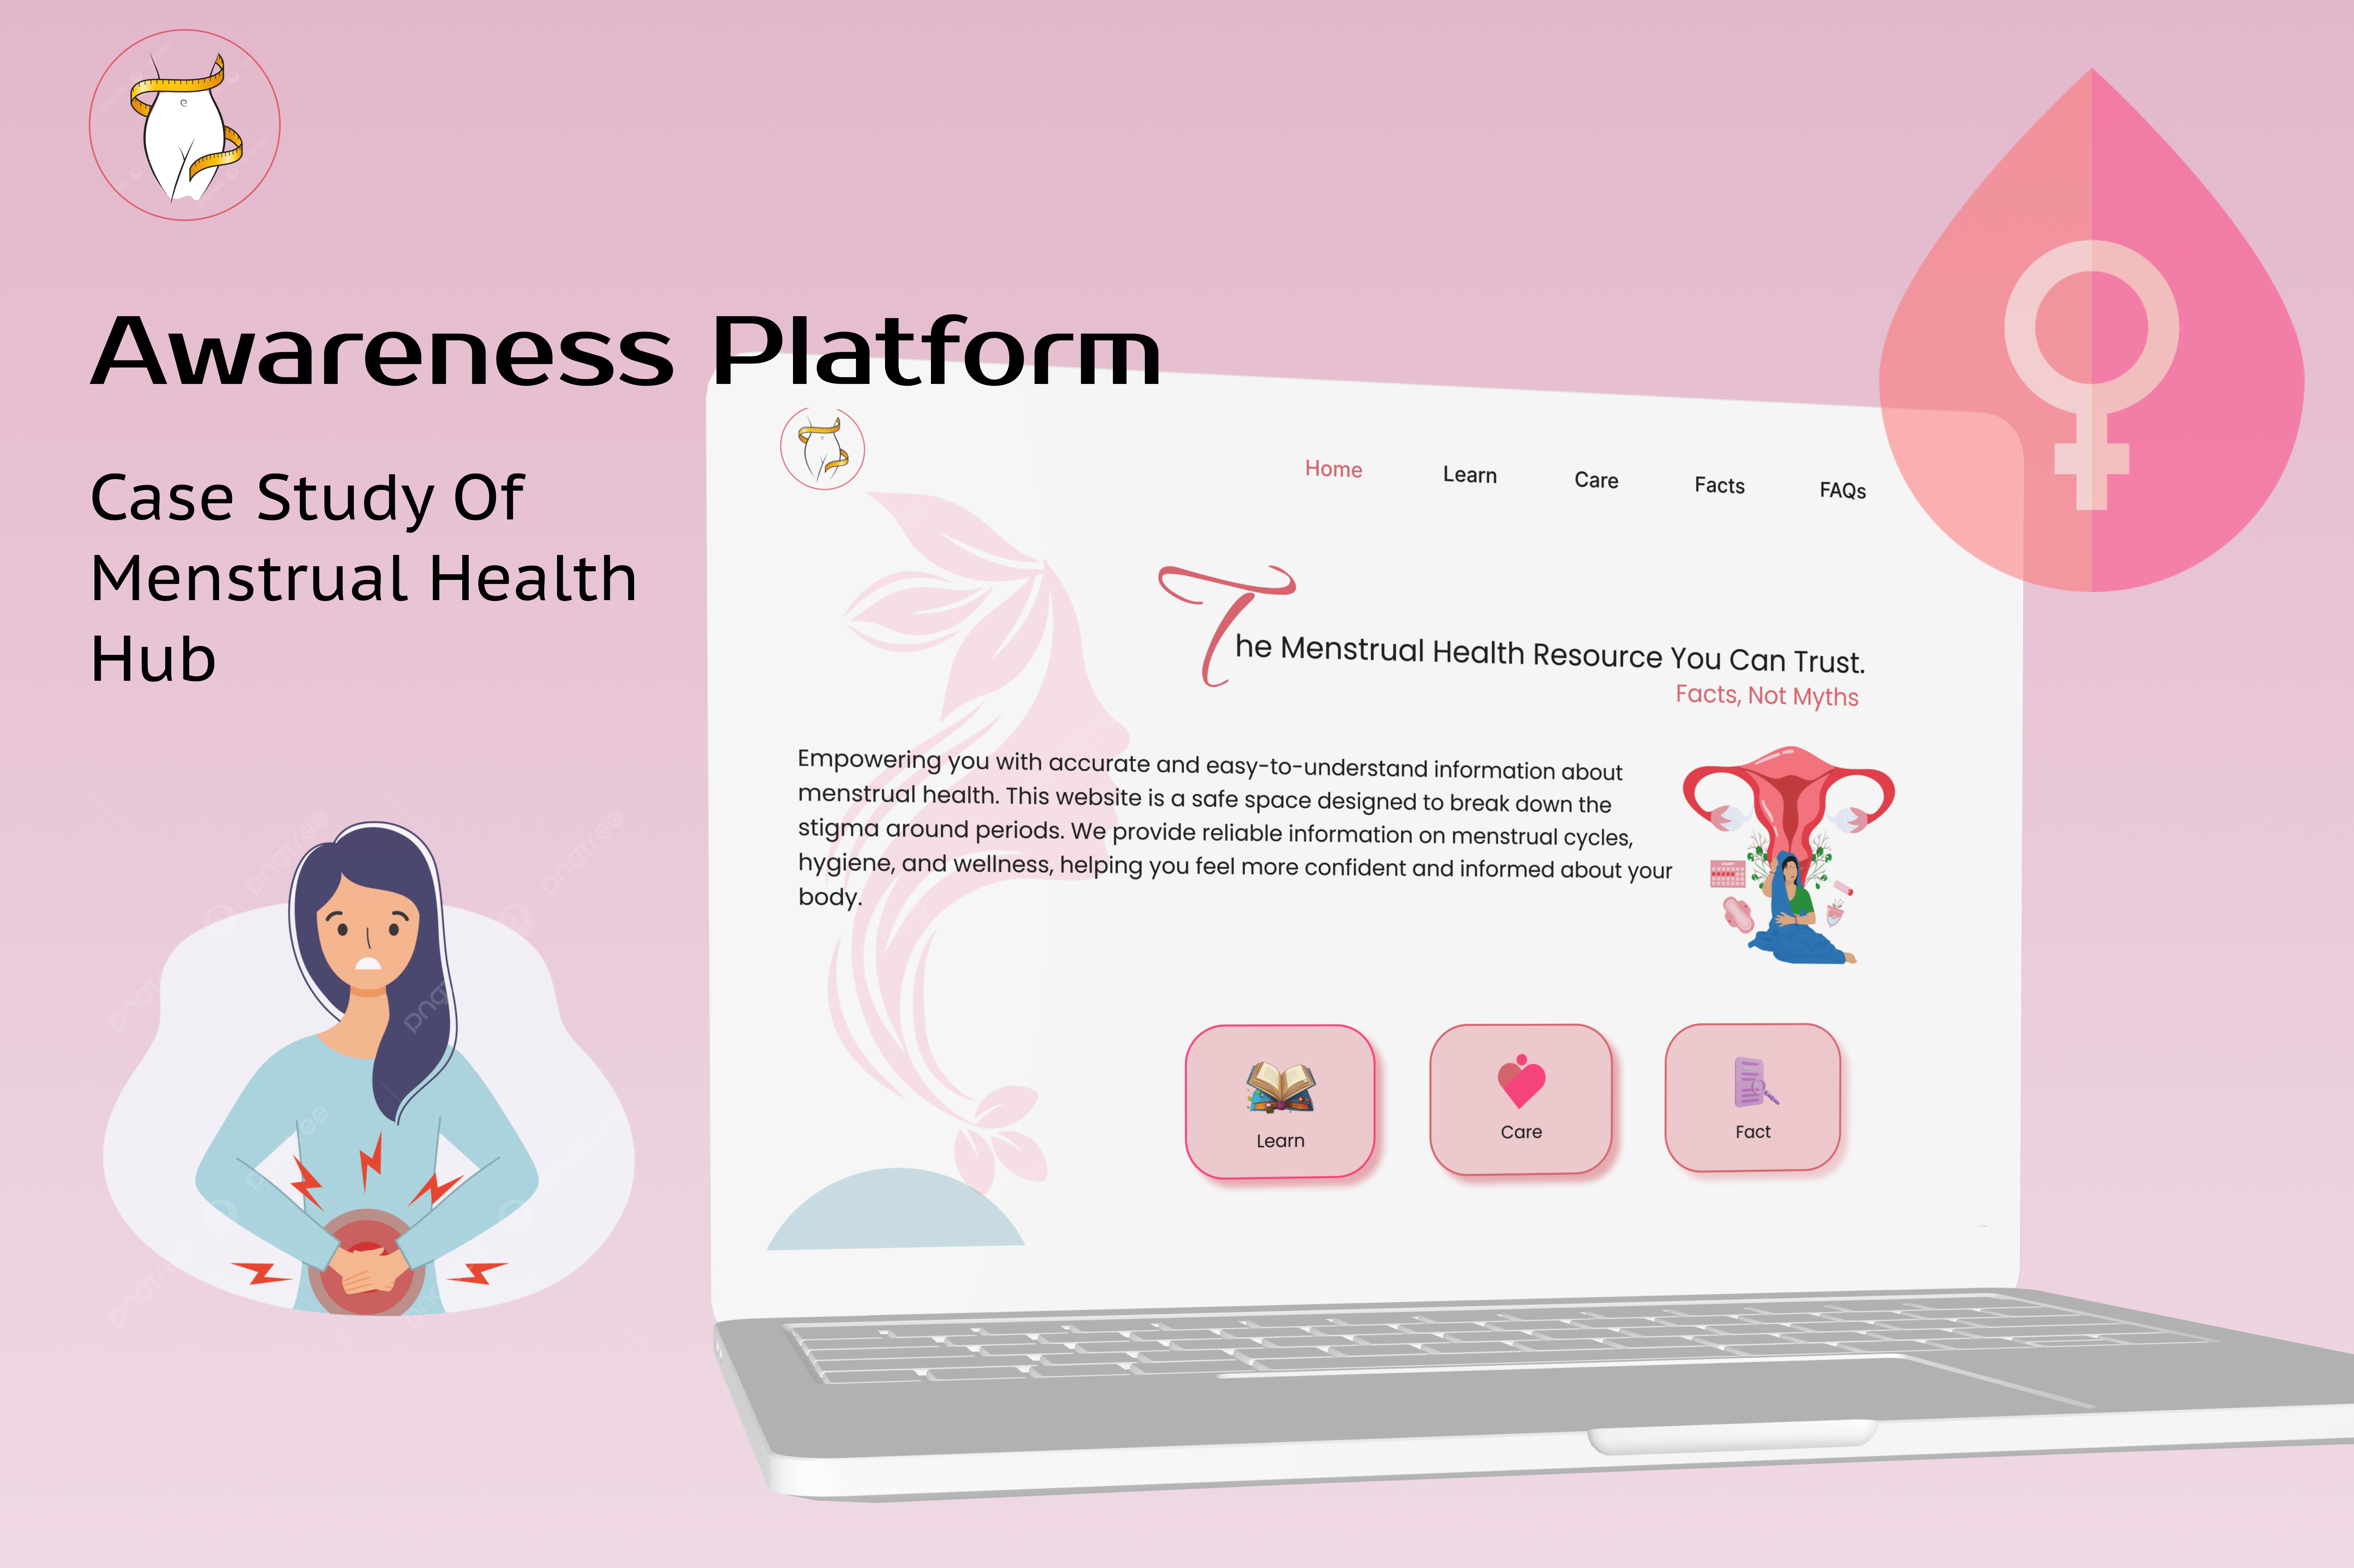 Awareness Platform
Case Study Of
Menstrual Health
Hub
Home Learn Care Facts FAQs
The Menstrual Health Resource You Can Trust.
Facts, Not Myths
Empowering you with accurate and easy-to-understand information about
menstrual health. This website is a safe space designed to break down the
stigma around periods. We provide reliable information on menstrual cycles,
hygiene, and wellness, helping you feel more confident and informed about your
body.
Learn Care Fact
pngtree